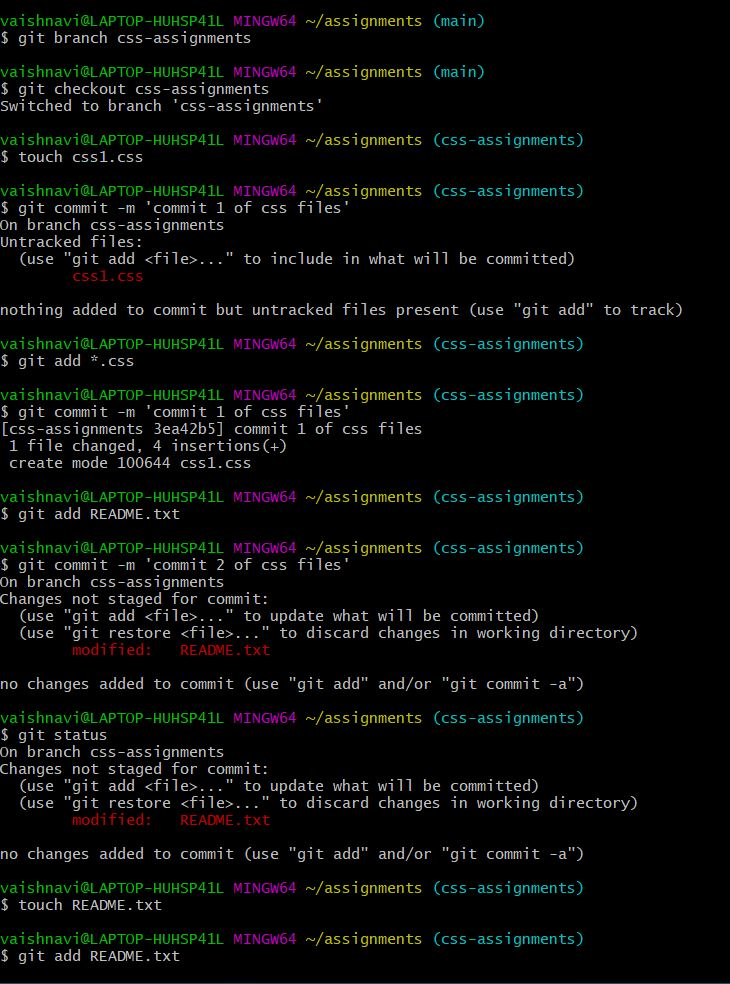 vaishnavi@LAPTOP-HUHSP41L MINGW64 ~/assignments (main)
$ git branch css-assignments
vaishnavi@LAPTOP-HUHSP41L MINGW64 ~/assignments (main)
$ git checkout css-assignments
Switched to branch 'css-assignments'
vaishnavi@LAPTOP-HUHSP41L MINGW64 ~/assignments (css-assignments)
$ touch css1.css
vaishnavi@LAPTOP-HUHSP41L MINGW64 ~/assignments (css-assignments)
$ git commit -m 'commit 1 of css files'
On branch css-assignments
Untracked files:
  (use "git add <file>..." to include in what will be committed)
        css1.css
nothing added to commit but untracked files present (use "git add" to track)
vaishnavi@LAPTOP-HUHSP41L MINGW64 ~/assignments (css-assignments)
$ git add *.css
vaishnavi@LAPTOP-HUHSP41L MINGW64 ~/assignments (css-assignments)
$ git commit -m 'commit 1 of css files'
[css-assignments 3ea42b5] commit 1 of css files
 1 file changed, 4 insertions(+)
 create mode 100644 css1.css
vaishnavi@LAPTOP-HUHSP41L MINGW64 ~/assignments (css-assignments)
$ git add README.txt
vaishnavi@LAPTOP-HUHSP41L MINGW64 ~/assignments (css-assignments)
$ git commit -m 'commit 2 of css files'
On branch css-assignments
Changes not staged for commit:
  (use "git add <file>..." to update what will be committed)
  (use "git restore <file>..." to discard changes in working directory)
        modified:   README.txt
no changes added to commit (use "git add" and/or "git commit -a")
vaishnavi@LAPTOP-HUHSP41L MINGW64 ~/assignments (css-assignments)
$ git status
On branch css-assignments
Changes not staged for commit:
  (use "git add <file>..." to update what will be committed)
  (use "git restore <file>..." to discard changes in working directory)
        modified:   README.txt
no changes added to commit (use "git add" and/or "git commit -a")
vaishnavi@LAPTOP-HUHSP41L MINGW64 ~/assignments (css-assignments)
$ touch README.txt
vaishnavi@LAPTOP-HUHSP41L MINGW64 ~/assignments (css-assignments)
$ git add README.txt